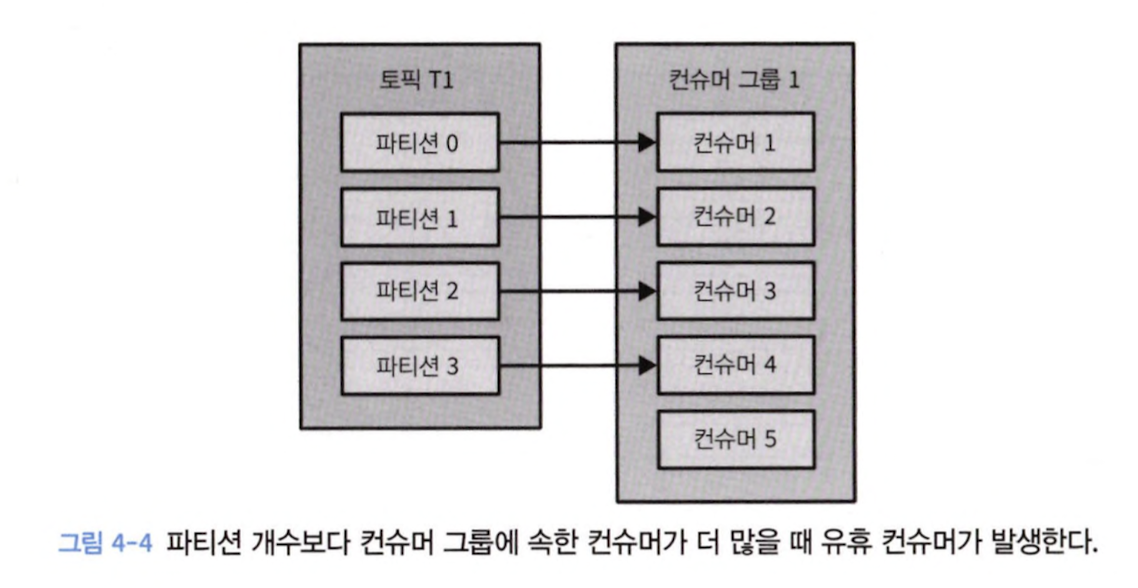 토픽 T1
파티션 0
파티션 1
파티션 2
파티션 3
컨슈머 그룹 1
컨슈머 1
컨슈머 2
컨슈머 3
컨슈머 4
컨슈머 5
그림 4-4 파티션 개수보다 컨슈머 그룹에 속한 컨슈머가 더 많을 때 유휴 컨슈머가 발생한다.